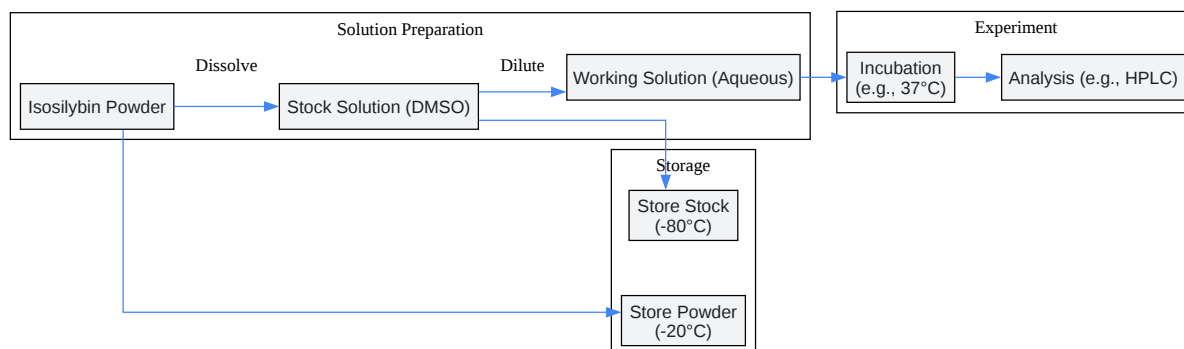 Solution Preparation
Experiment
Dissolve
Dilute
Isosilybin Powder
Stock Solution (DMSO)
Working Solution (Aqueous)
Incubation
(e.g., 37°C)
Analysis (e.g., HPLC)
Storage
Store Stock
(-80°C)
Store Powder
(-20°C)